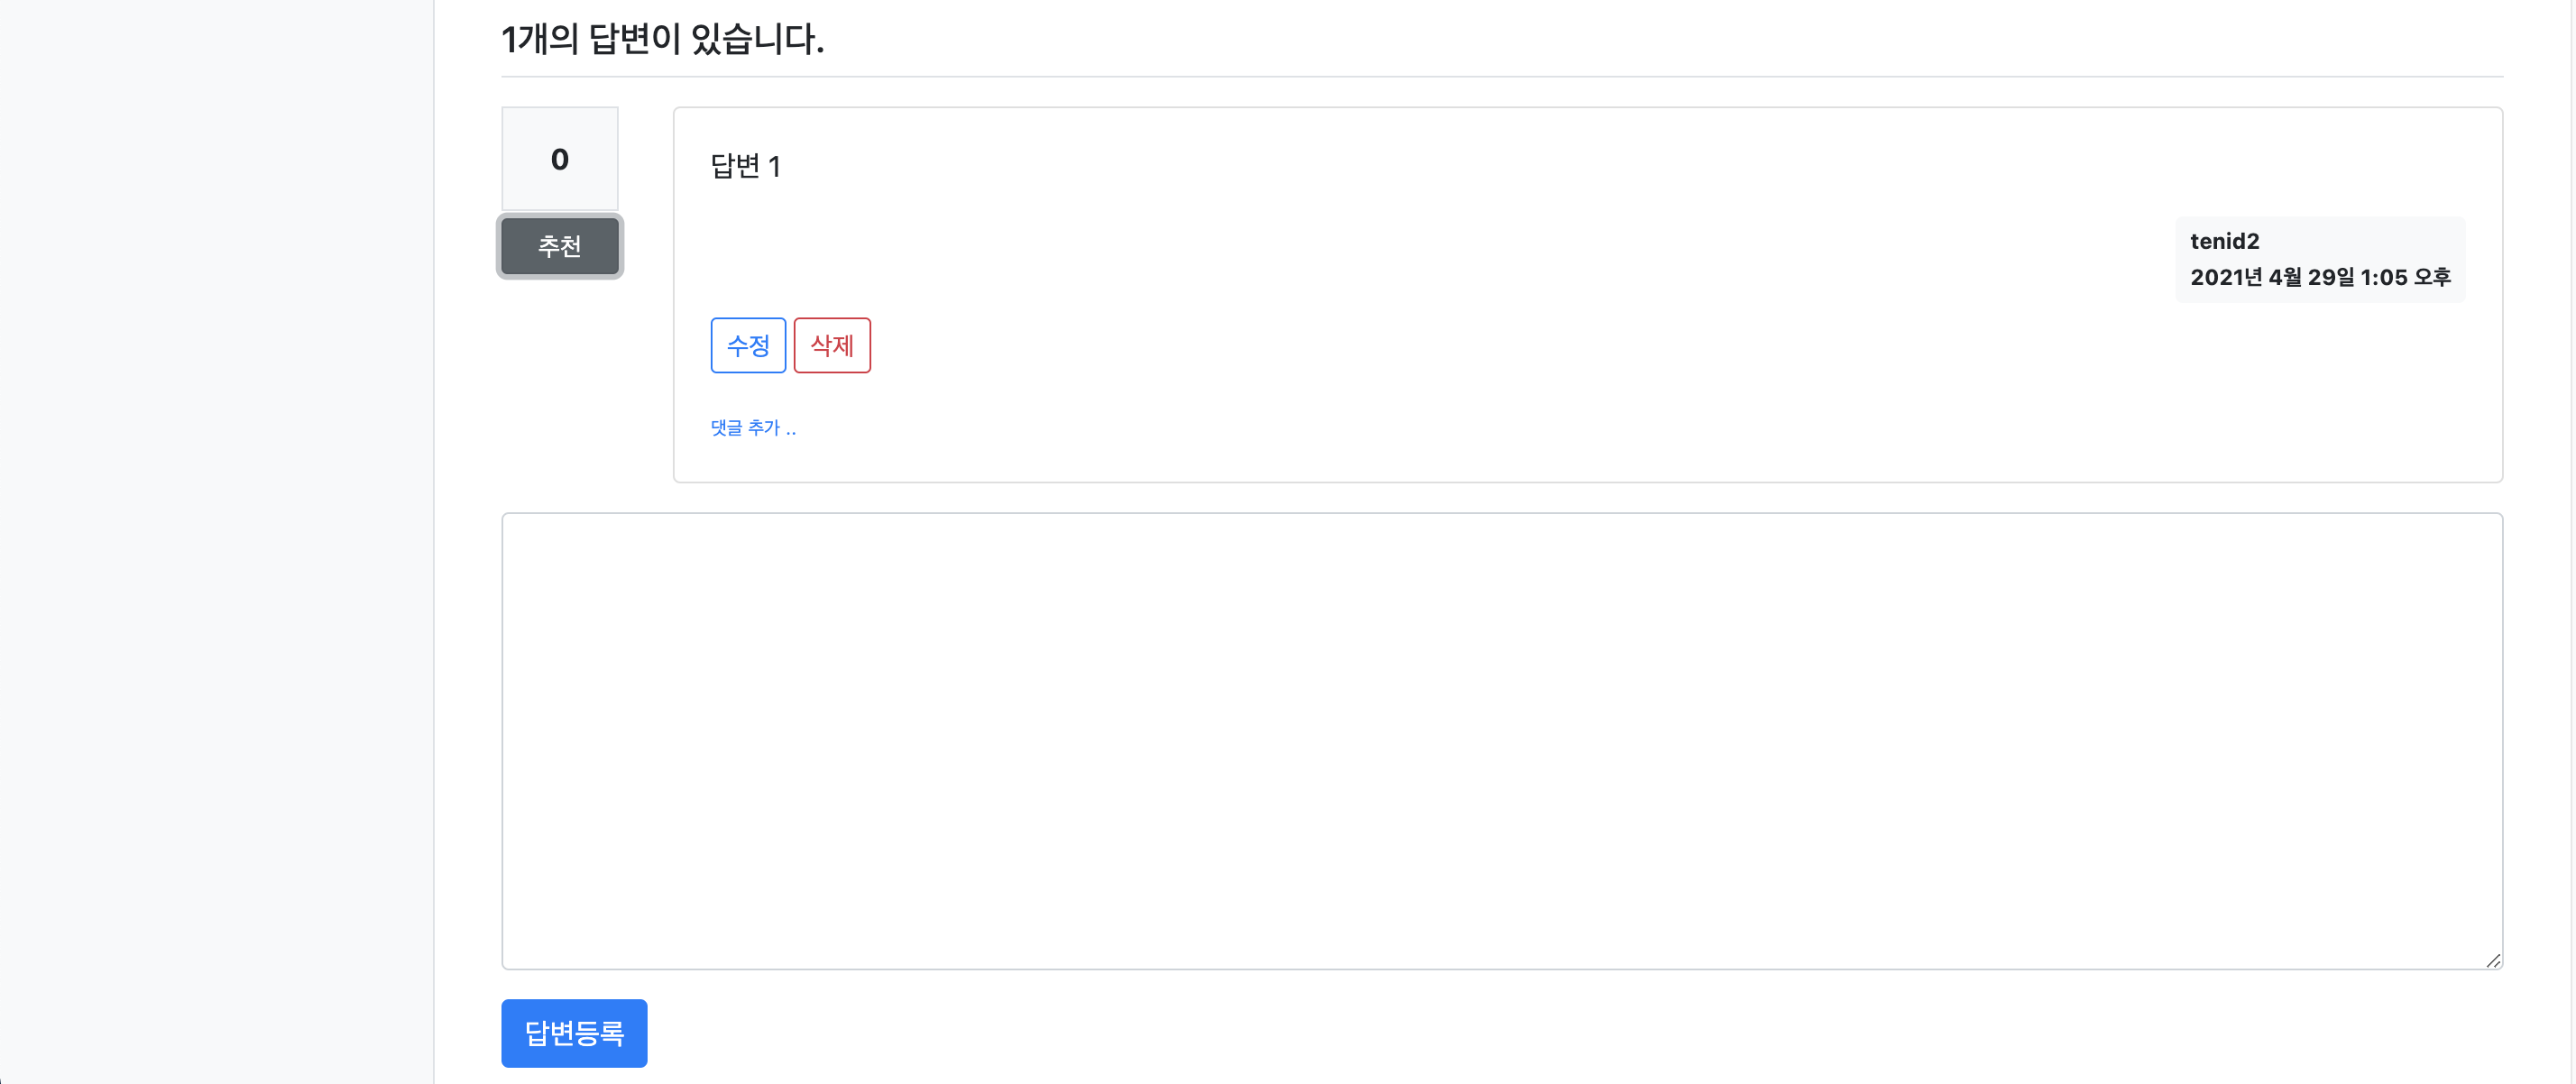 1개의 답변이 있습니다.
0
추천
답변 1
tenid2
2021년 4월 29일 1:05 오후
수정 삭제
댓글 추가 ..
답변등록